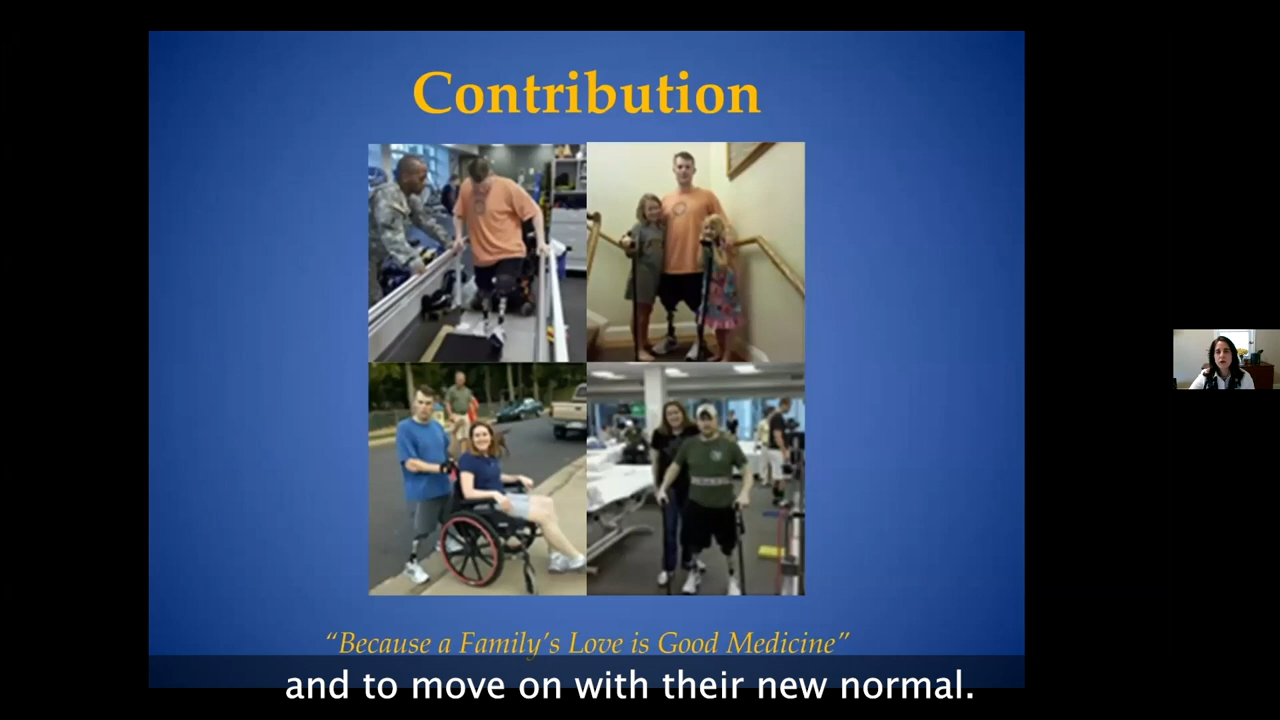 Contribution
“Because a Family’s Love is Good Medicine”
and to move on with their new normal.